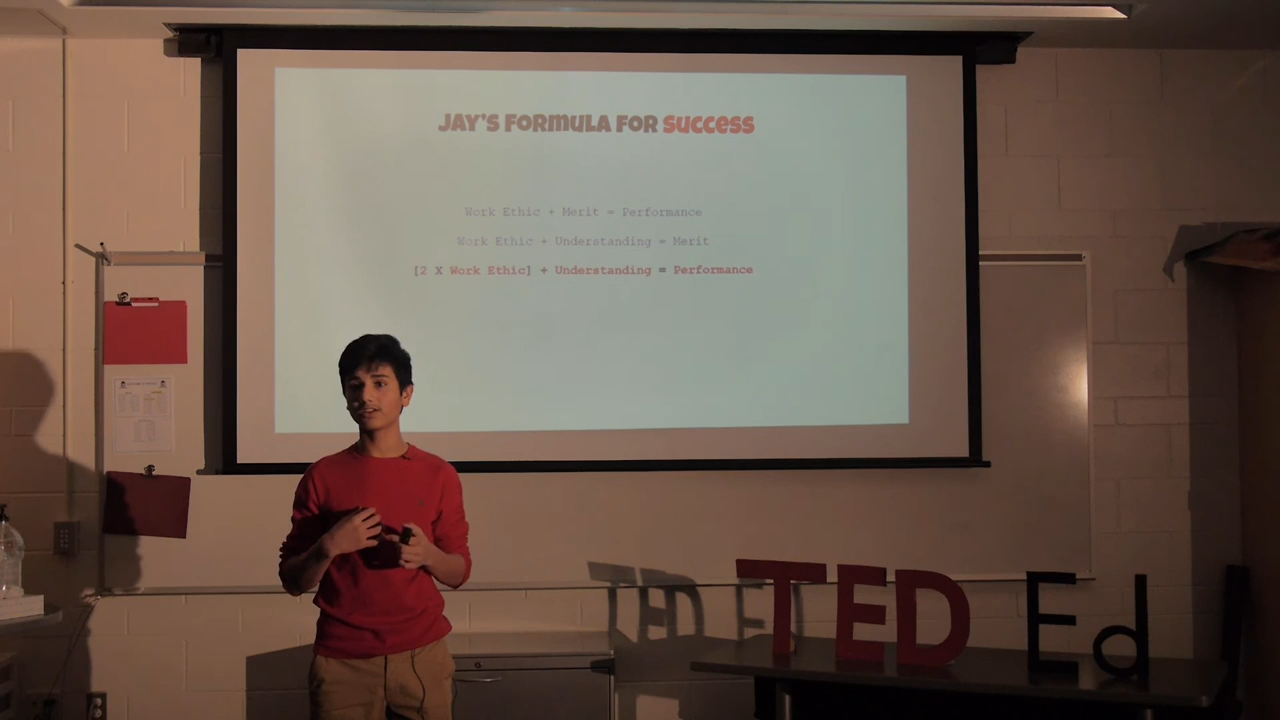 JAY'S FORMULA FOR SUCCESS
Work Ethic + Merit = Performance
Work Ethic + Understanding = Merit
[2 X Work Ethic] + Understanding = Performance
TED Ed